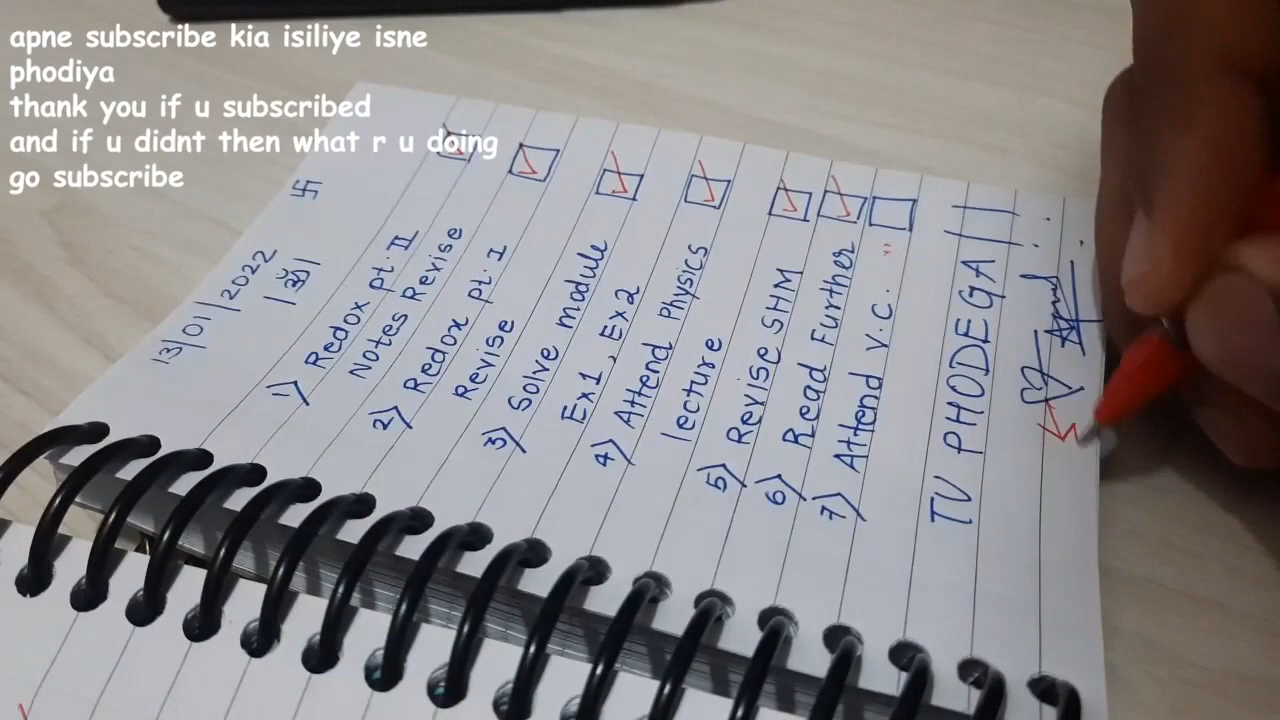 apne subscribe kia isiliye isne
phodiya
thank you if u subscribed
and if u didnt then what r u doing
go subscribe
卐
13/01/2022
|ॐ|
1) Redox pt. II
Notes Revise
2) Redox pt. I
Revise
3) Solve module
Ex1, Ex2
4) Attend Physics
lecture
5) Revise SHM
6) Read Further
7) Attend V.C. "
TU PHODEGA!!